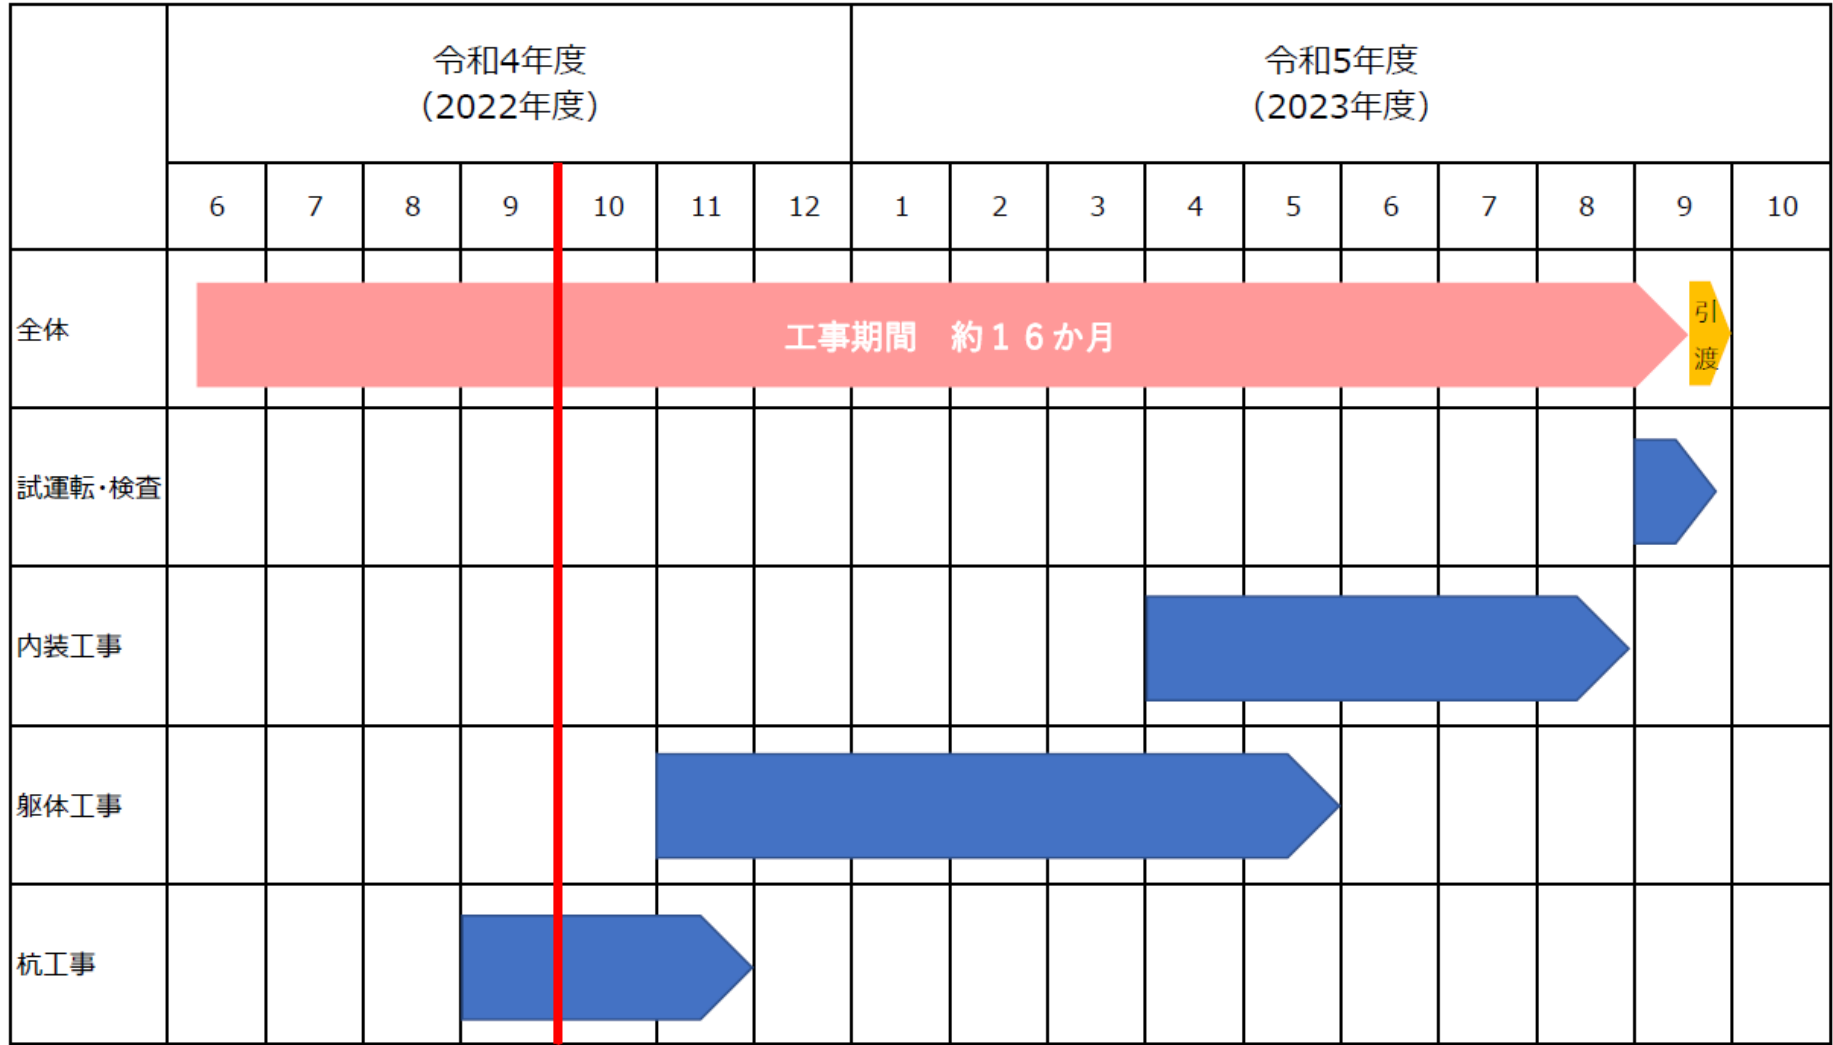 令和4年度
（2022年度）
令和5年度
（2023年度）
6 7 8 9 10 11 12 1 2 3 4 5 6 7 8 9 10
全体
工事期間　約１６か月
引
渡
試運転・検査
内装工事
躯体工事
杭工事